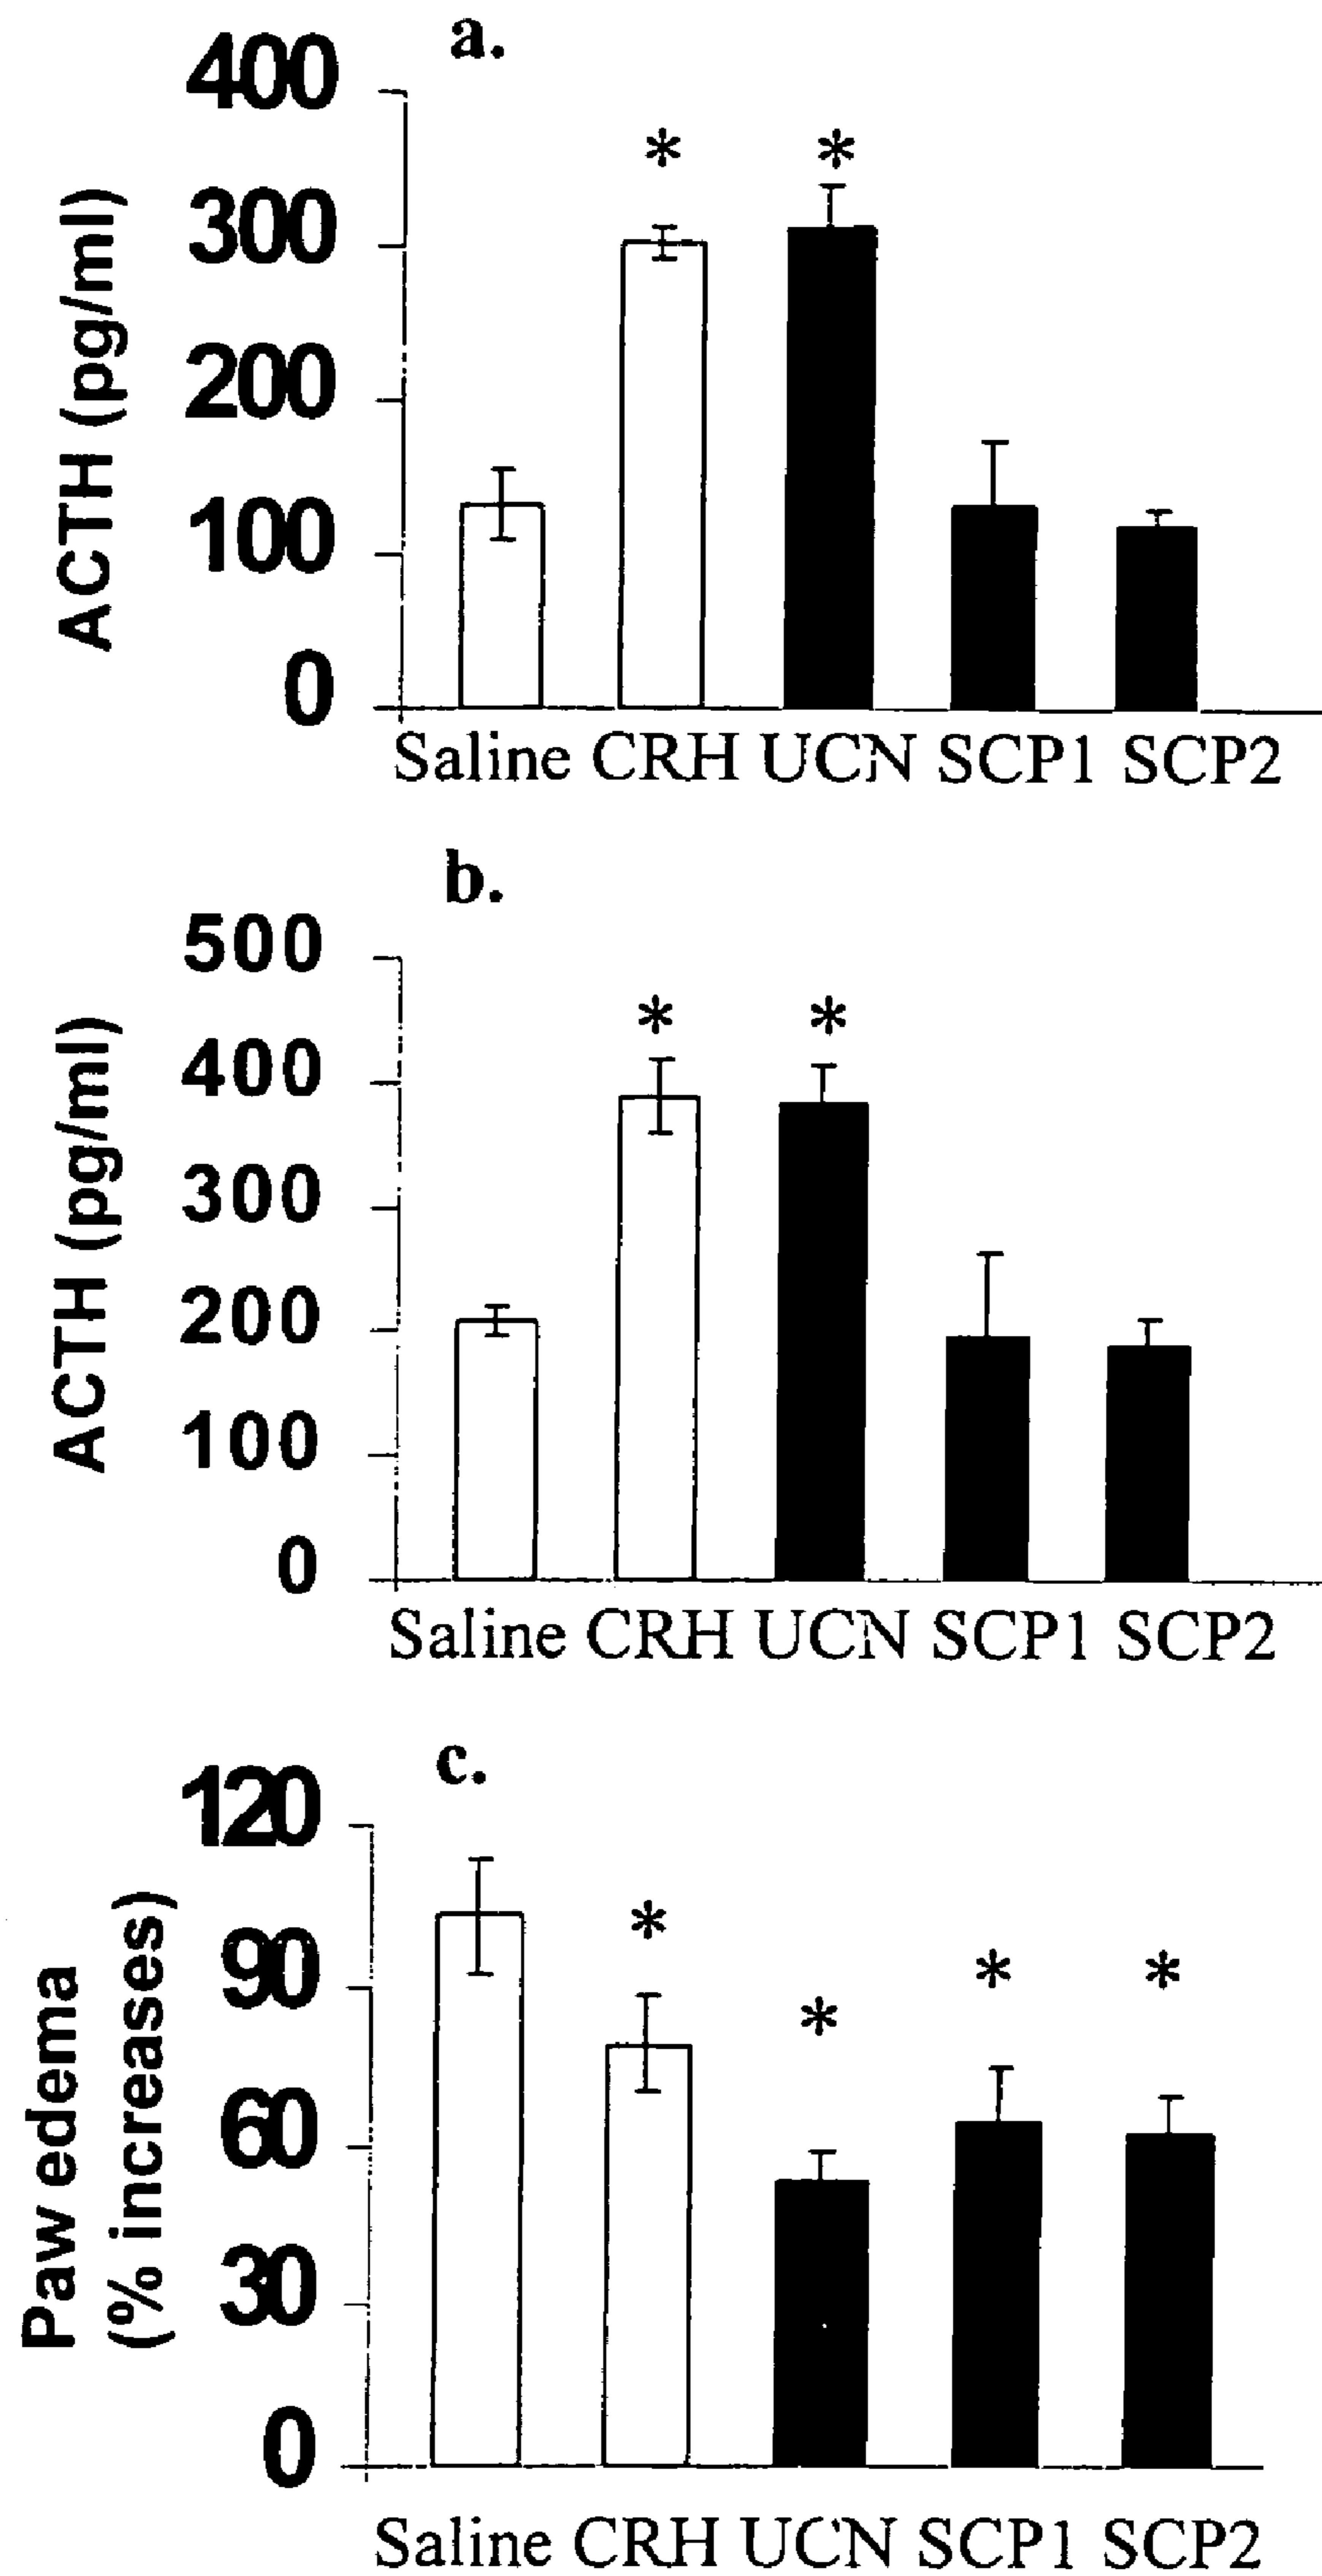 a.
400
300
200
100
0
ACTH (pg/ml)
* *
Saline CRH UCN SCP1 SCP2
b.
500
400
300
200
100
0
ACTH (pg/ml)
* *
Saline CRH UCN SCP1 SCP2
c.
120
90
60
30
0
Paw edema
(% increases)
* * * *
Saline CRH UCN SCP1 SCP2